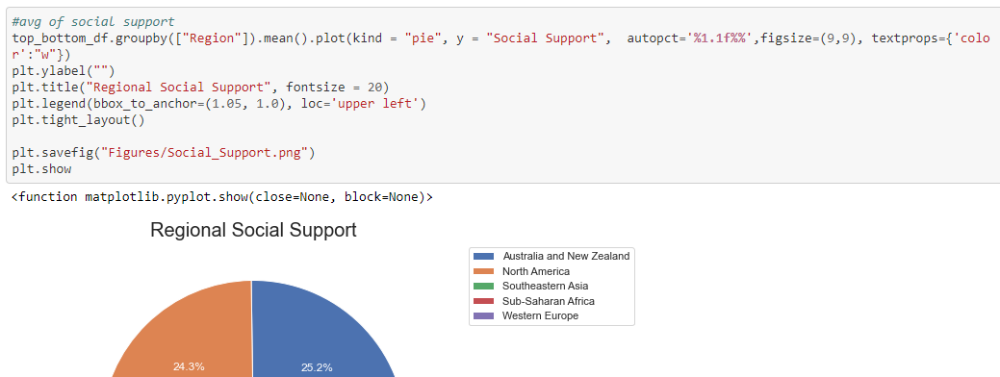 #avg of social support
top_bottom_df.groupby(["Region"]).mean().plot(kind = "pie", y = "Social Support",  autopct='%1.1f%%',figsize=(9,9), textprops={'colo
r':"w"})
plt.ylabel("")
plt.title("Regional Social Support", fontsize = 20)
plt.legend(bbox_to_anchor=(1.05, 1.0), loc='upper left')
plt.tight_layout()
plt.savefig("Figures/Social_Support.png")
plt.show
<function matplotlib.pyplot.show(close=None, block=None)>
Regional Social Support
Australia and New Zealand
North America
Southeastern Asia
Sub-Saharan Africa
Western Europe
24.3%
25.2%